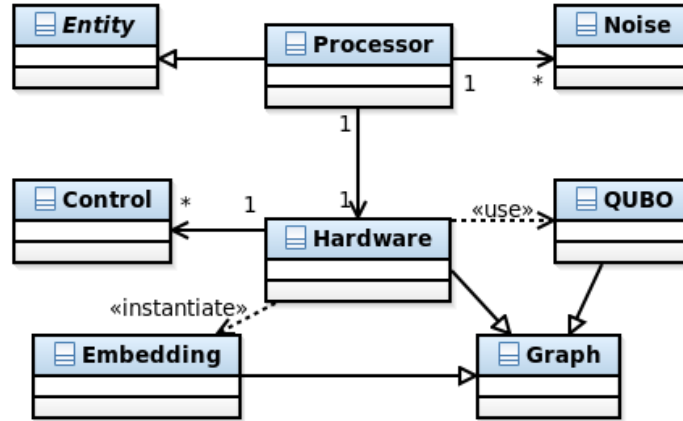 Entity
Processor
Noise
1
*
1
Control
*
1
1
Hardware
«use»
QUBO
«instantiate»
Embedding
Graph